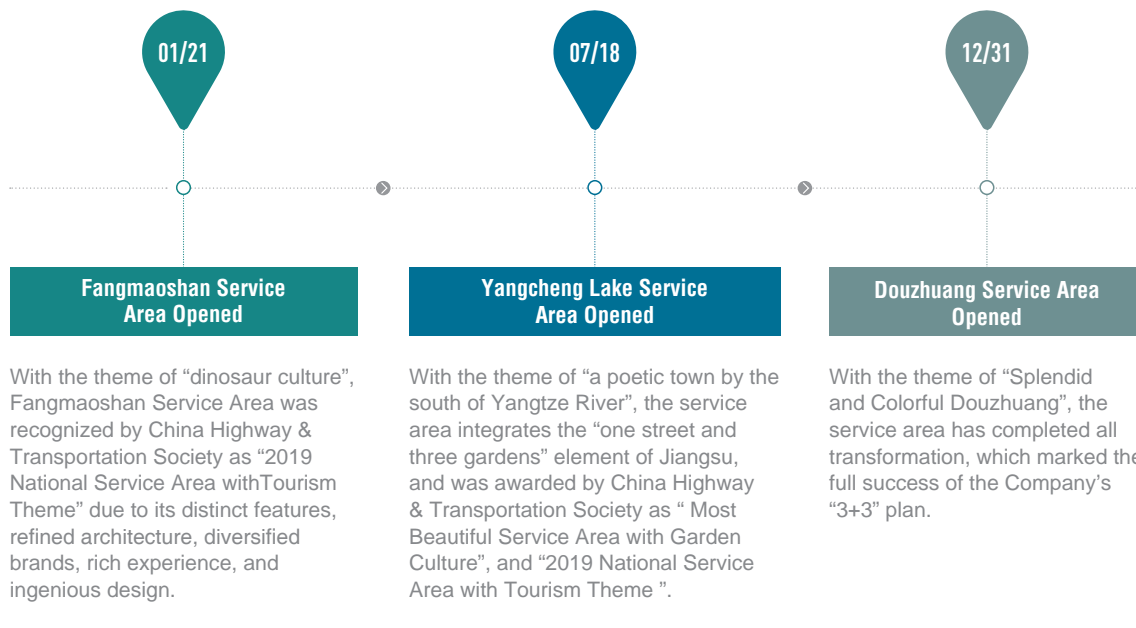 01/21
07/18
12/31
Fangmaoshan Service
Area Opened
With the theme of “dinosaur culture”,
Fangmaoshan Service Area was
recognized by China Highway &
Transportation Society as “2019
National Service Area withTourism
Theme” due to its distinct features,
refined architecture, diversified
brands, rich experience, and
ingenious design.
Yangcheng Lake Service
Area Opened
With the theme of “a poetic town by the
south of Yangtze River”, the service
area integrates the “one street and
three gardens” element of Jiangsu,
and was awarded by China Highway
& Transportation Society as “ Most
Beautiful Service Area with Garden
Culture”, and “2019 National Service
Area with Tourism Theme ”.
Douzhuang Service Area
Opened
With the theme of “Splendid
and Colorful Douzhuang”, the
service area has completed all
transformation, which marked the
full success of the Company’s
“3+3” plan.